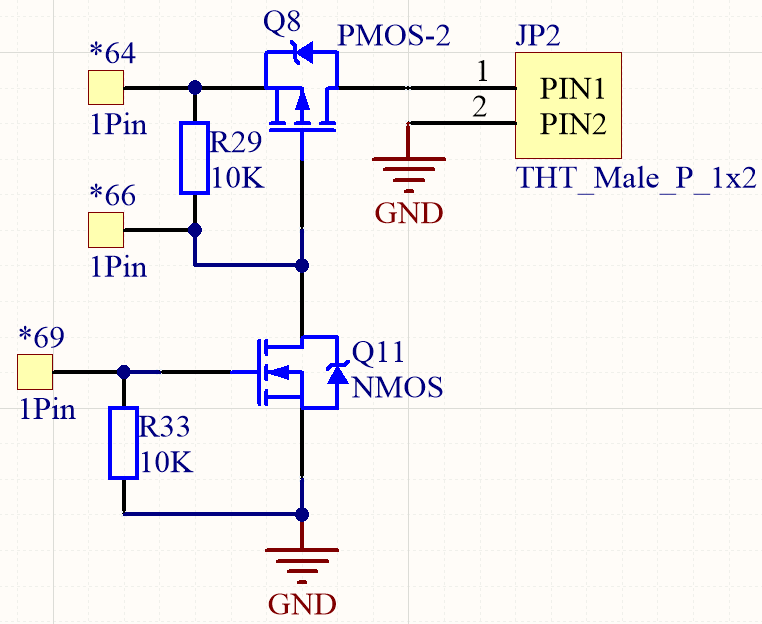 Q8
PMOS-2
JP2
*64
1Pin
1
2
PIN1
PIN2
THT_Male_P_1x2
R29
10K
GND
*66
1Pin
*69
1Pin
Q11
NMOS
R33
10K
GND